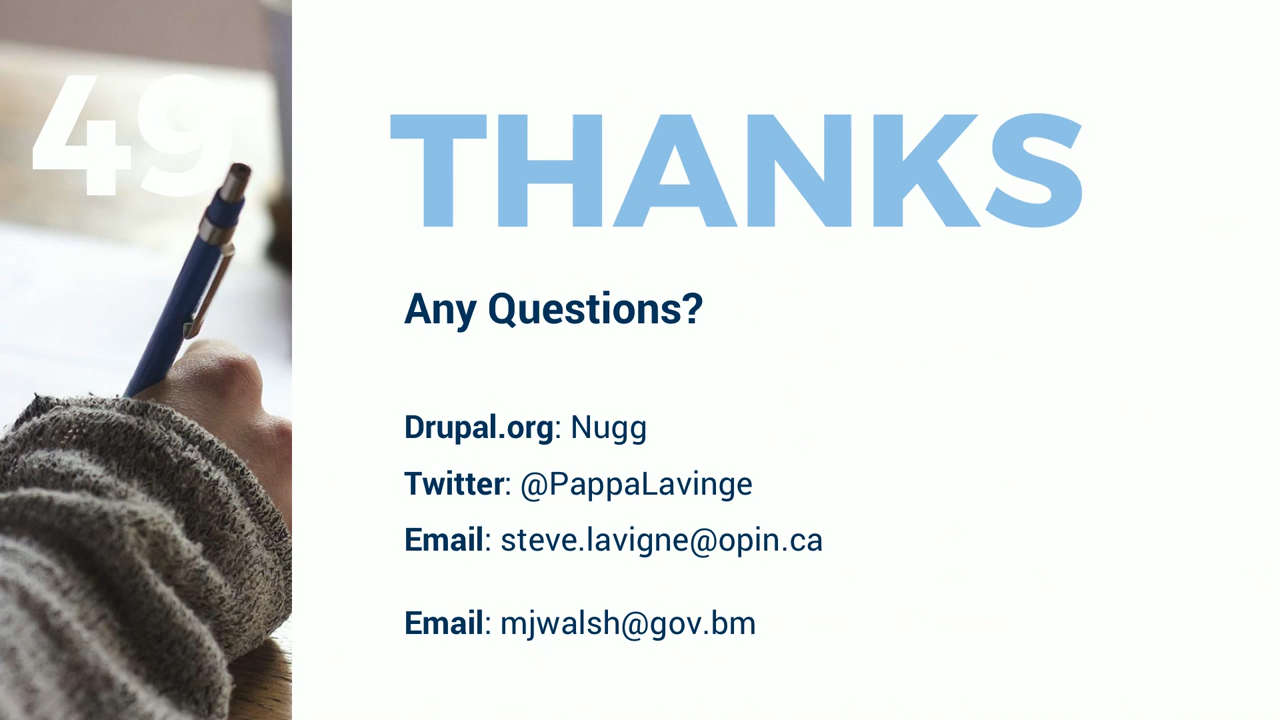 49
THANKS
Any Questions?
Drupal.org: Nugg
Twitter: @PappaLavinge
Email: steve.lavigne@opin.ca
Email: mjwalsh@gov.bm